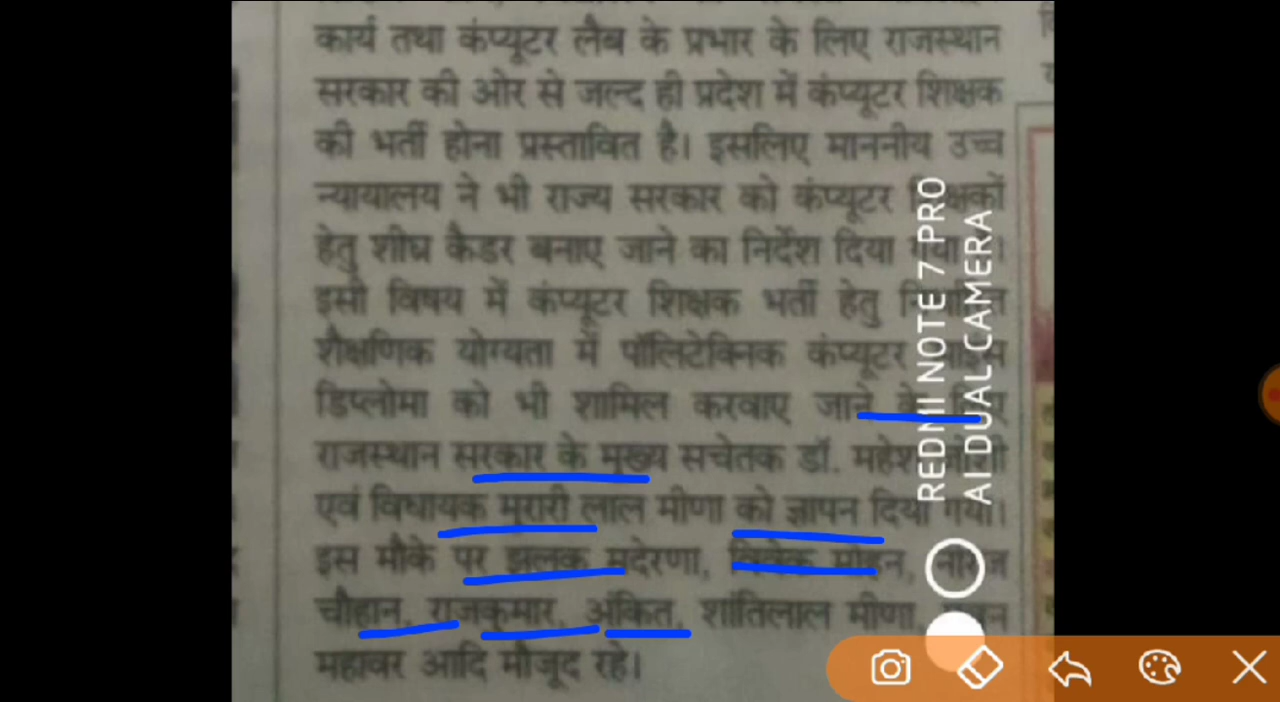 कार्य तथा कंप्यूटर लैब के प्रभार के लिए राजस्थान
सरकार की ओर से जल्द ही प्रदेश में कंप्यूटर शिक्षक
की भर्ती होना प्रस्तावित है। इसलिए माननीय उच्च
न्यायालय ने भी राज्य सरकार को कंप्यूटर
हेतु शीघ्र कैडर बनाए जाने का निर्देश दिया
इसी विषय में कंप्यूटर शिक्षक भर्ती हेतु
शैक्षणिक योग्यता में पॉलिटेक्निक कंप्यूटर
डिप्लोमा को भी शामिल करवाए जाने
राजस्थान सरकार के मुख्य सचेतक डॉ. महेश
एवं विधायक मुरारी लाल मीणा को ज्ञापन दिया गया।
इस मौके पर झलक मदेरणा, विवेक मोहन,
चौहान, राजकुमार, अंकित, शांतिलाल मीणा,
महावर आदि मौजूद रहे।
REDMI NOTE 7 PRO
AI DUAL CAMERA